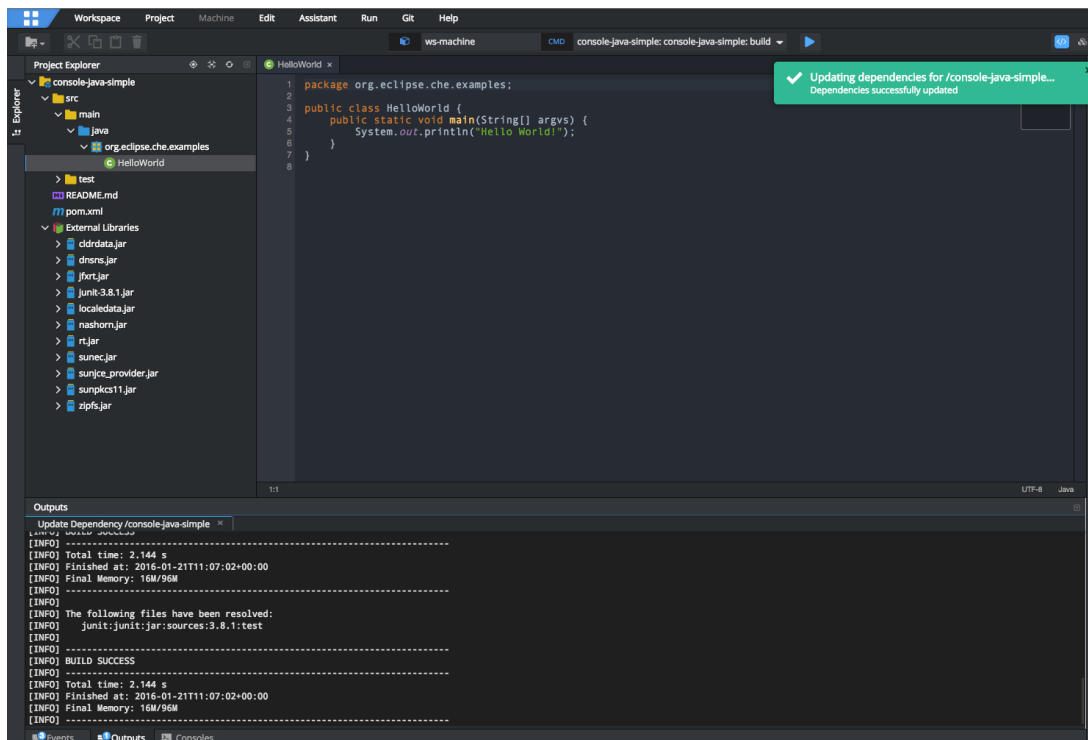 Workspace Project Machine Edit Assistant Run Git Help
ws-machine CMD console-java-simple: console-java-simple: build
Explorer
Project Explorer
console-java-simple
src
main
java
org.eclipse.che.examples
HelloWorld
test
README.md
pom.xml
External Libraries
cldrdata.jar
dnsns.jar
jfxrt.jar
junit-3.8.1.jar
localedata.jar
nashorn.jar
rt.jar
sunec.jar
sunjce_provider.jar
sunpkcs11.jar
zipfs.jar
HelloWorld ×
1 package org.eclipse.che.examples;
2
3 public class HelloWorld {
4 public static void main(String[] argvs) {
5 System.out.println("Hello World!");
6 }
7 }
8
Updating dependencies for /console-java-simple...
Dependencies successfully updated
1:1 UTF-8 Java
Outputs
Update Dependency /console-java-simple ×
[INFO] BUILD SUCCESS
[INFO] ------------------------------------------------------------------------
[INFO] Total time: 2.144 s
[INFO] Finished at: 2016-01-21T11:07:02+00:00
[INFO] Final Memory: 16M/96M
[INFO] ------------------------------------------------------------------------
[INFO]
[INFO] The following files have been resolved:
[INFO] junit:junit:jar:sources:3.8.1:test
[INFO]
[INFO] ------------------------------------------------------------------------
[INFO] BUILD SUCCESS
[INFO] ------------------------------------------------------------------------
[INFO] Total time: 2.144 s
[INFO] Finished at: 2016-01-21T11:07:02+00:00
[INFO] Final Memory: 16M/96M
[INFO] ------------------------------------------------------------------------
Events Outputs Consoles